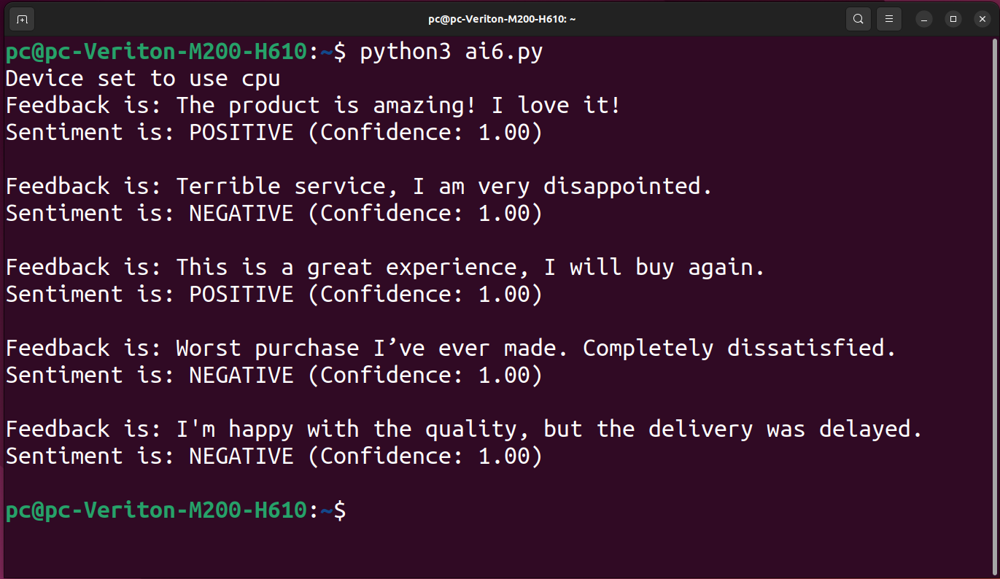 pc@pc-Veriton-M200-H610: ~
pc@pc-Veriton-M200-H610:~$ python3 ai6.py
Device set to use cpu
Feedback is: The product is amazing! I love it!
Sentiment is: POSITIVE (Confidence: 1.00)
Feedback is: Terrible service, I am very disappointed.
Sentiment is: NEGATIVE (Confidence: 1.00)
Feedback is: This is a great experience, I will buy again.
Sentiment is: POSITIVE (Confidence: 1.00)
Feedback is: Worst purchase I’ve ever made. Completely dissatisfied.
Sentiment is: NEGATIVE (Confidence: 1.00)
Feedback is: I'm happy with the quality, but the delivery was delayed.
Sentiment is: NEGATIVE (Confidence: 1.00)
pc@pc-Veriton-M200-H610:~$